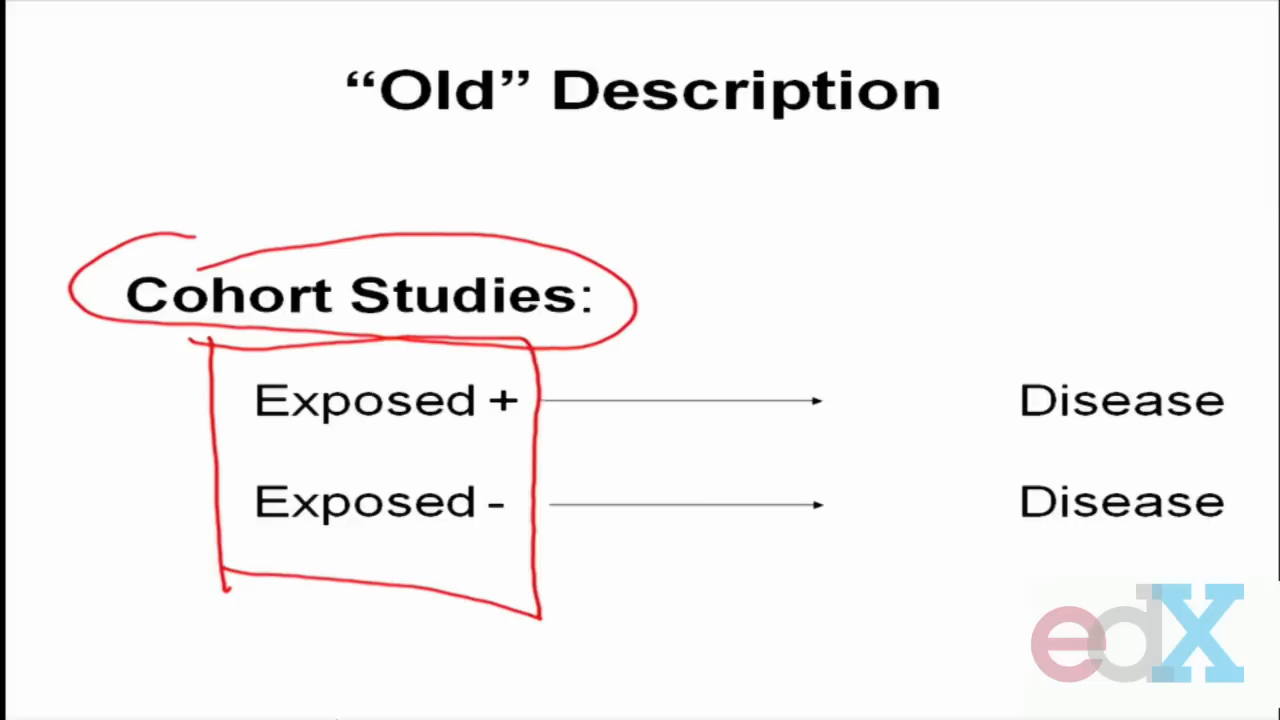 “Old” Description
Cohort Studies:
Exposed + Disease
Exposed - Disease
edX